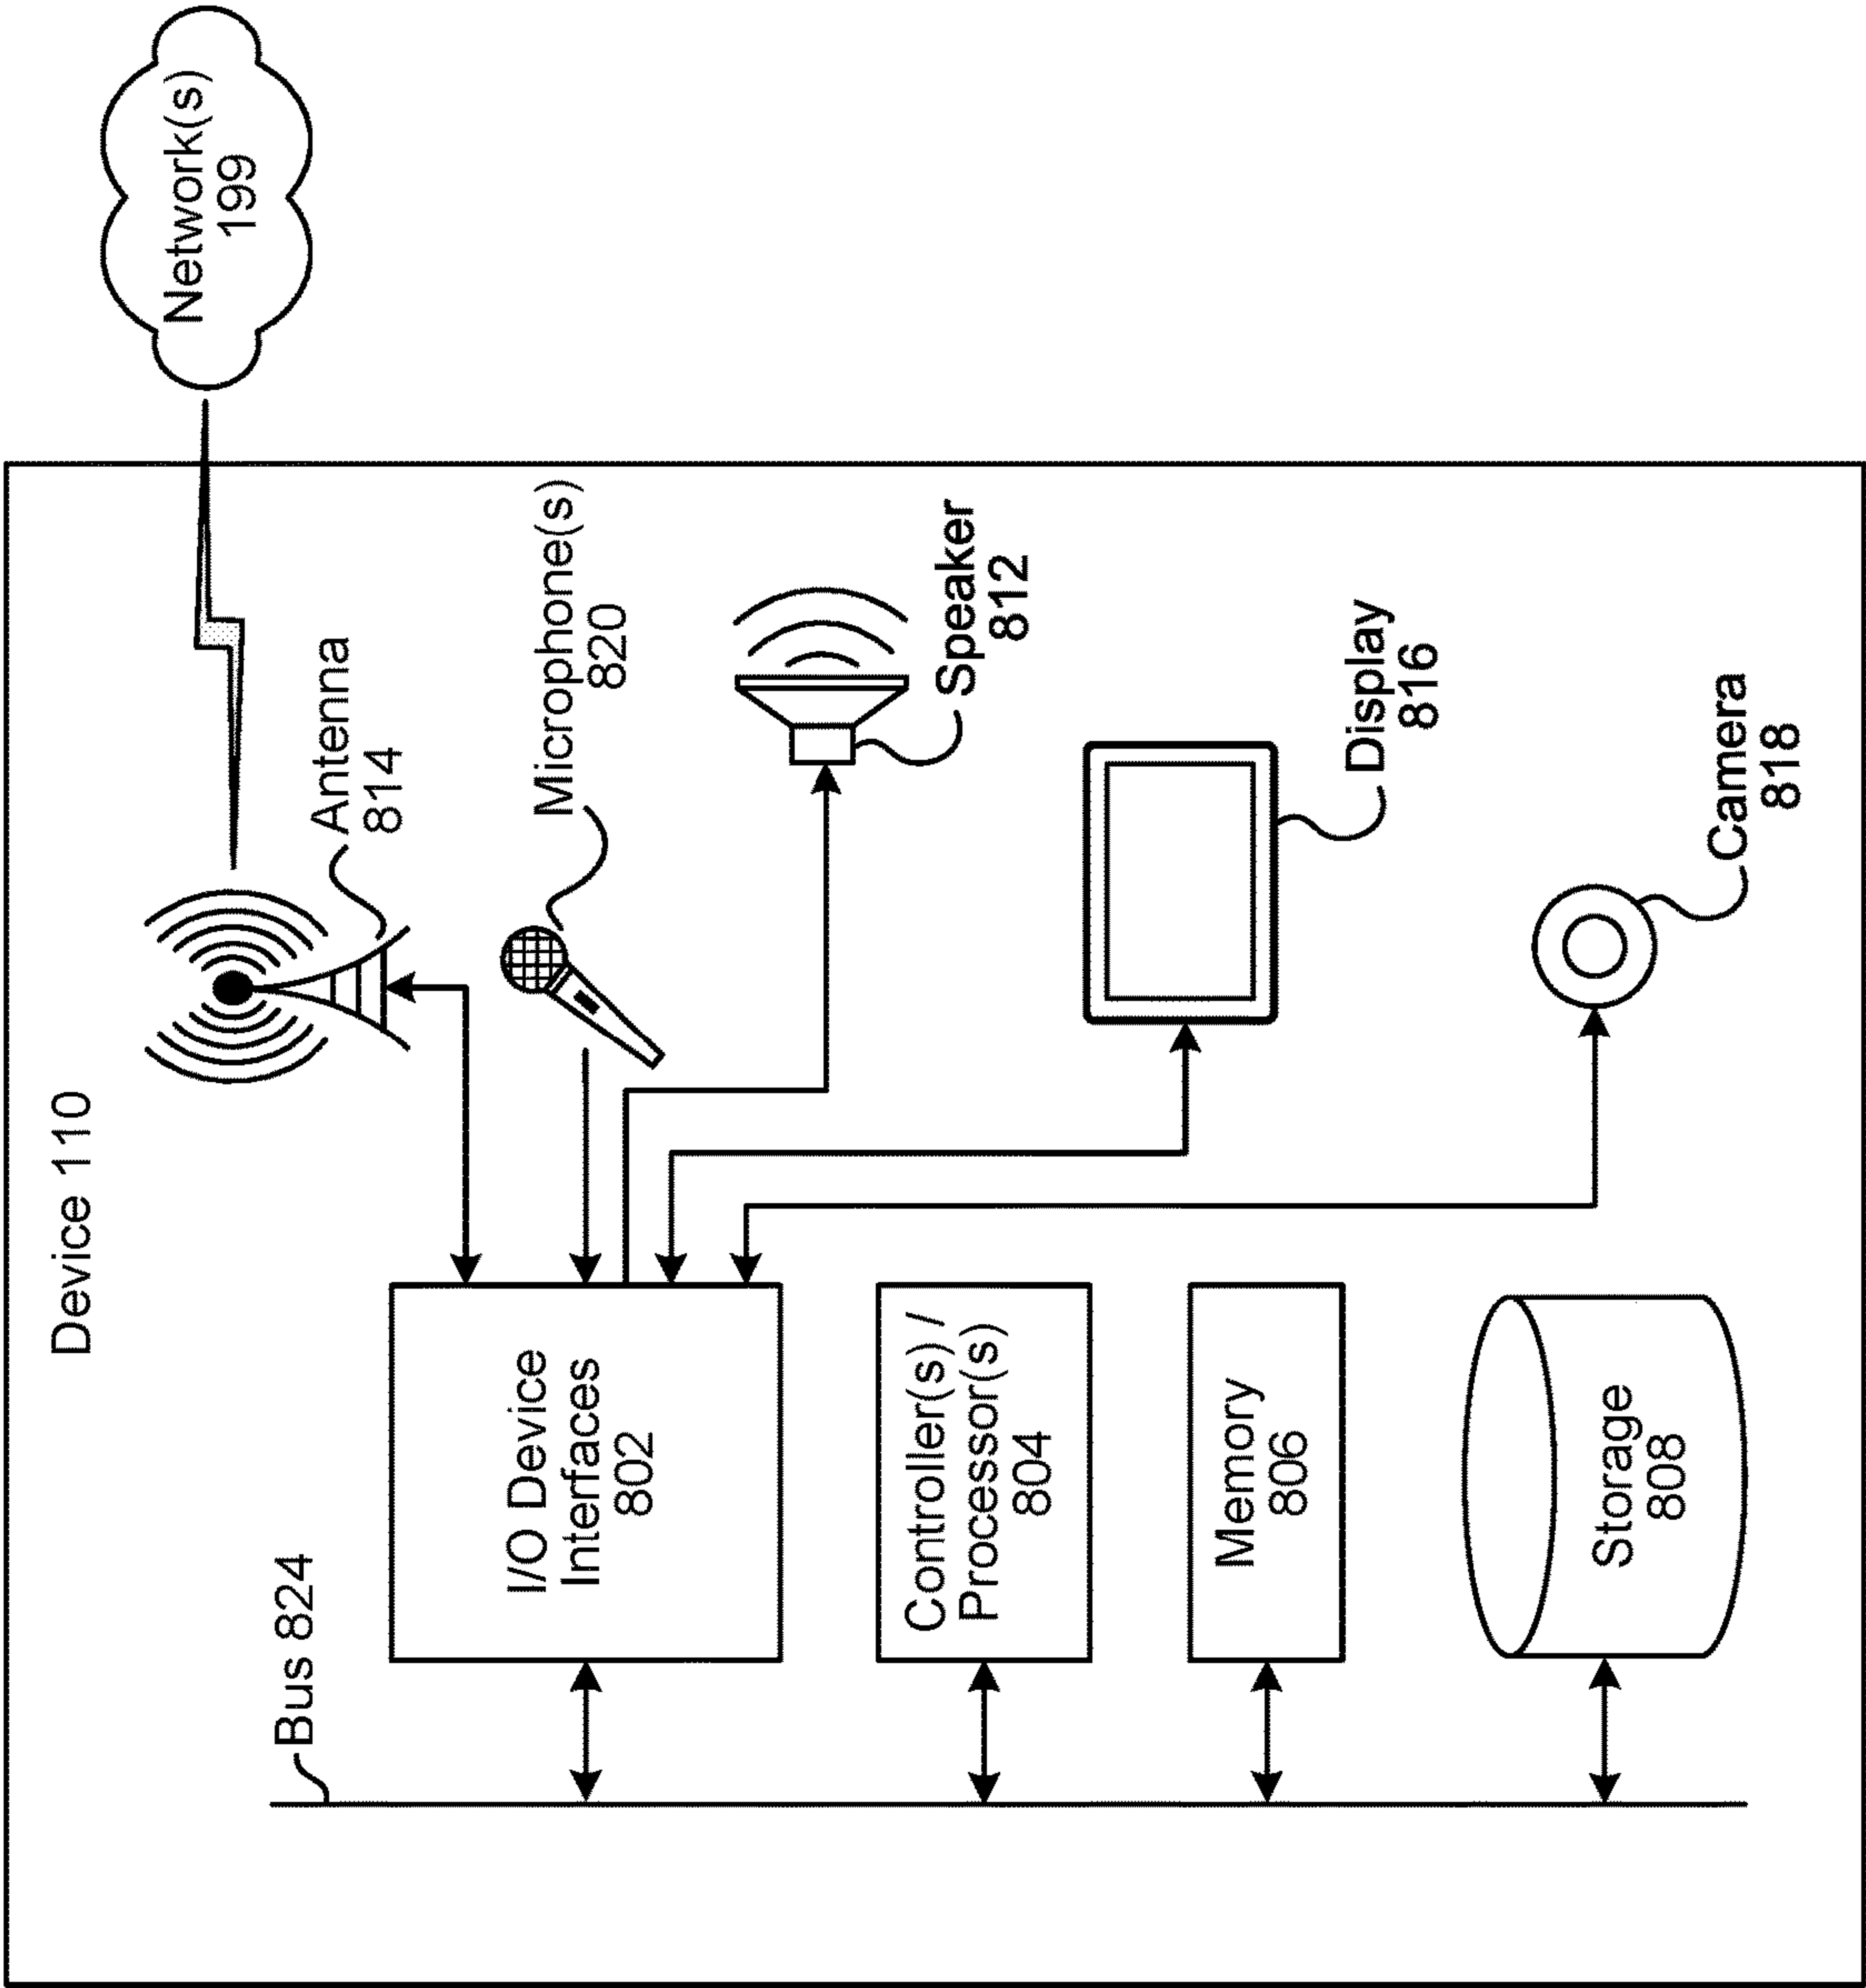 Device 110
Bus 824
I/O Device
Interfaces
802
Controller(s) /
Processor(s)
804
Memory
806
Storage
808
Antenna
814
Microphone(s)
820
Speaker
812
Display
816
Camera
818
Network(s)
199